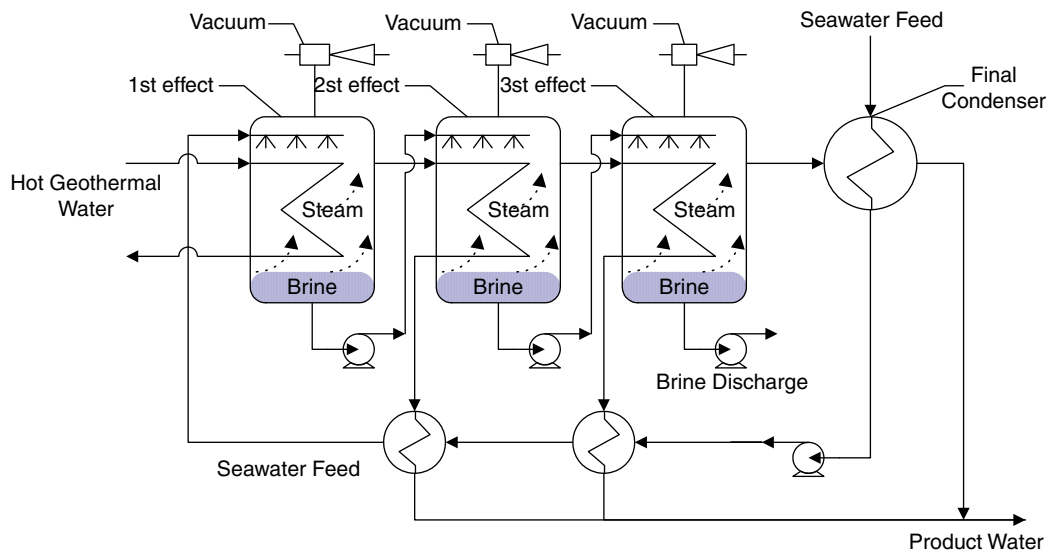 Vacuum
Vacuum
Vacuum
Seawater Feed
1st effect
2st effect
3st effect
Final
Condenser
Hot Geothermal
Water
Steam
Steam
Steam
Brine
Brine
Brine
Brine Discharge
Seawater Feed
Product Water